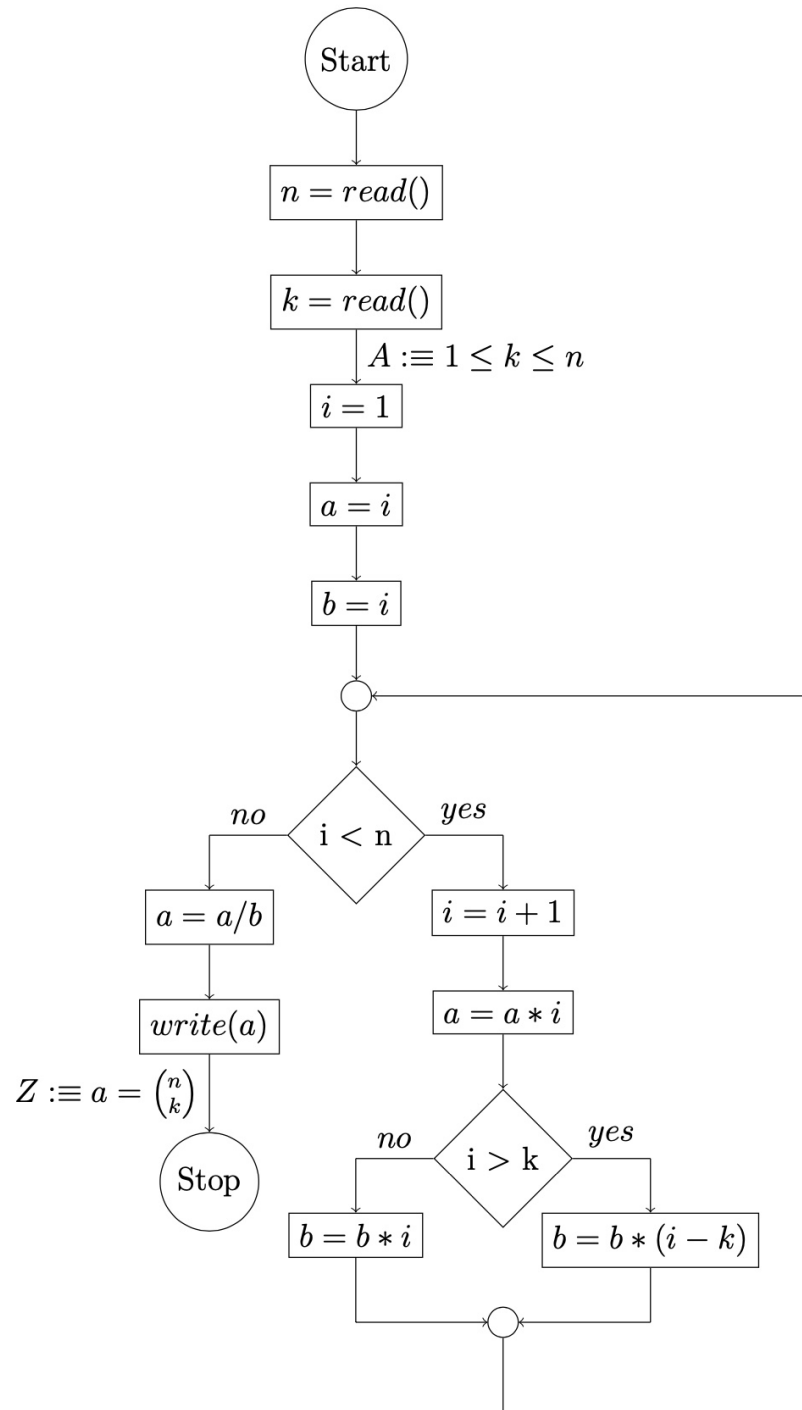 Start
n = read()
k = read()
A :≡ 1 ≤ k ≤ n
i = 1
a = i
b = i
no
yes
i < n
a = a/b
i = i + 1
write(a)
a = a ∗ i
Z :≡ a = (n k)
Stop
no
yes
i > k
b = b ∗ i
b = b ∗ (i − k)